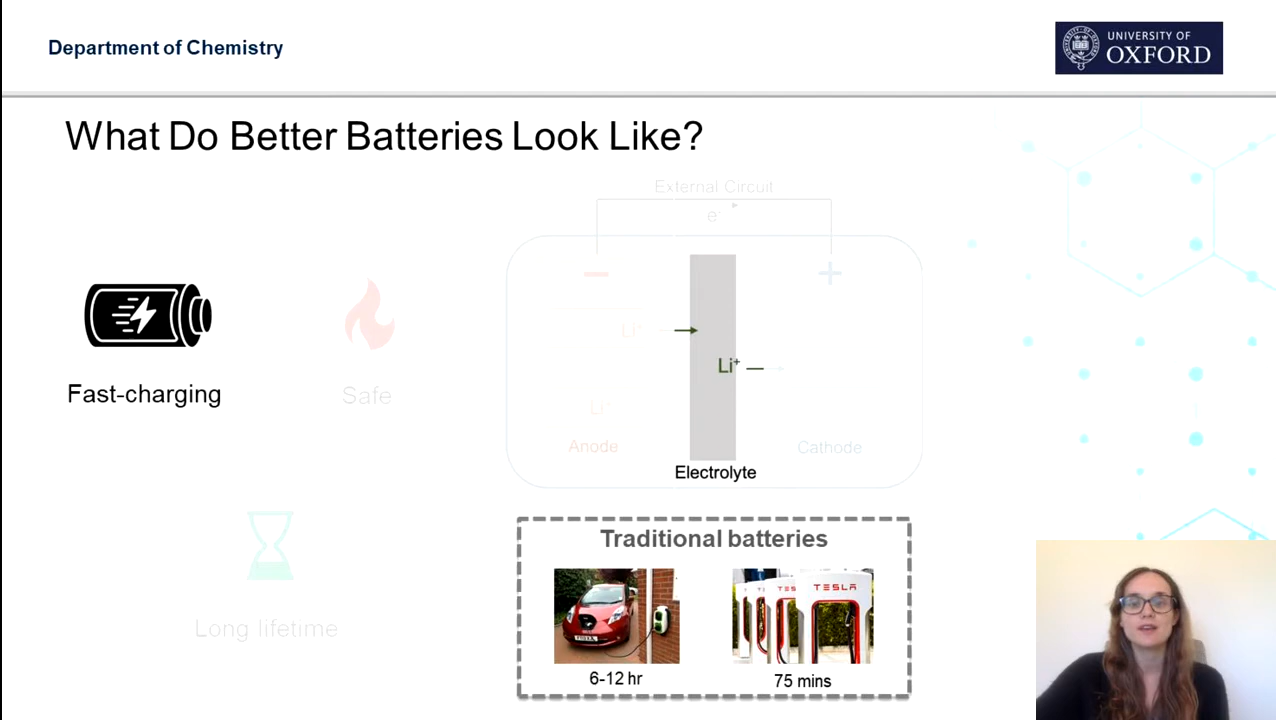 Department of Chemistry
UNIVERSITY OF
OXFORD
What Do Better Batteries Look Like?
External Circuit
e-
Li+
Li+
Li+
Fast-charging
Safe
Anode
Cathode
Electrolyte
Traditional batteries
TESLA
6-12 hr
75 mins
Long lifetime